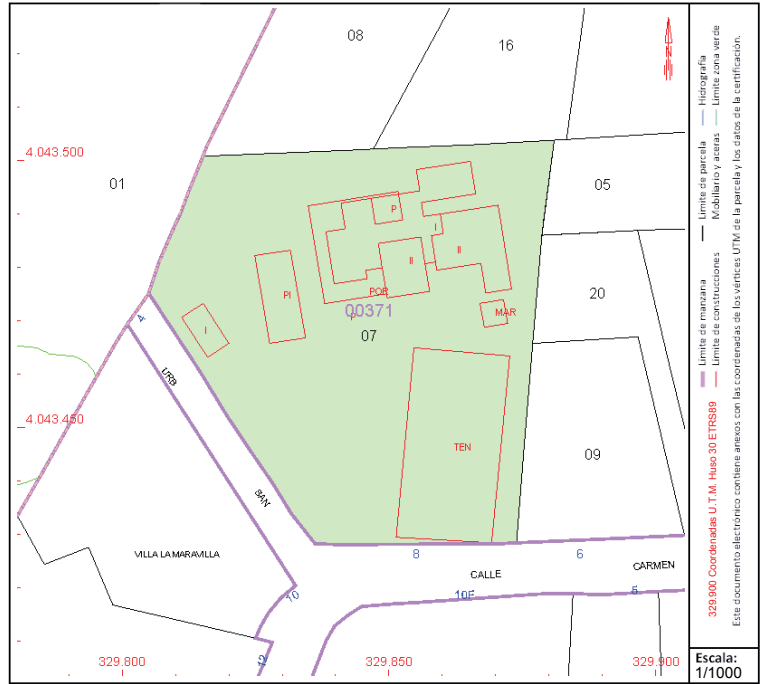 08
16
4.043.500
01
05
P
I
II
II
PI
POR
P
00371
MAR
07
20
I
4
URB
4.043.450
TEN
09
SAN
VILLA LA MARAVILLA
8
6
CALLE
CARMEN
10
10F
5
12
329.800
329.850
329.900
Límite de manzana
Límite de parcela
Hidrografía
Límite de construcciones
Mobiliario y aceras
Límite zona verde
329.900 Coordenadas U.T.M. Huso 30 ETRS89
Este documento electrónico contiene anexos con las coordenadas de los vértices UTM de la parcela y los datos de la certificación.
Escala:
1/1000